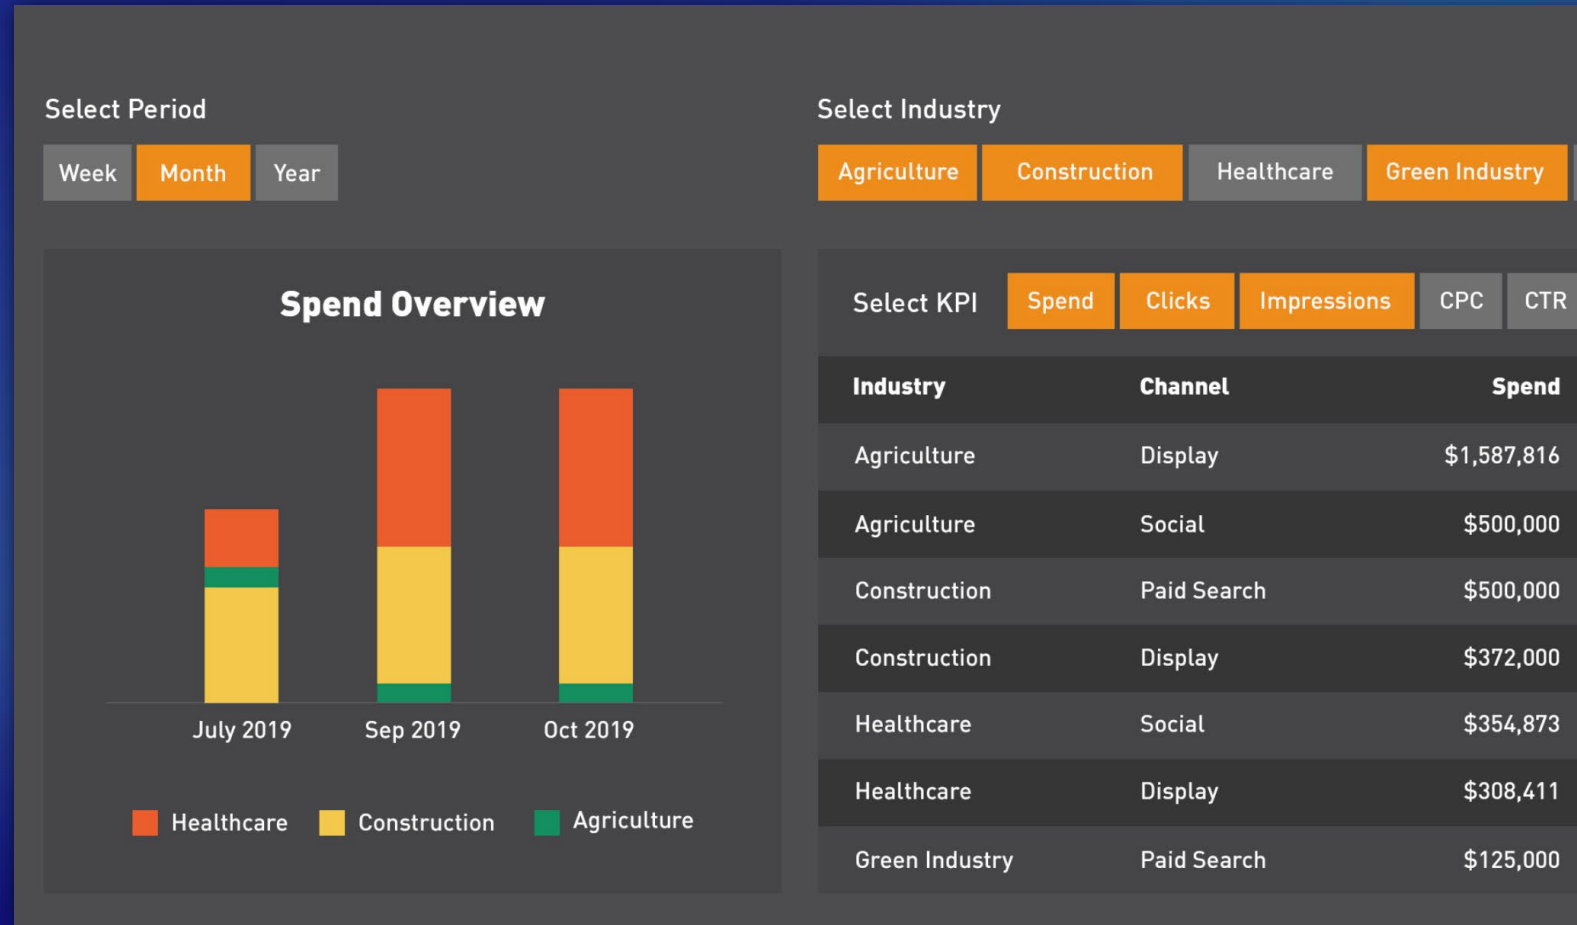 Select Period
Week Month Year
Select Industry
Agriculture Construction Healthcare Green Industry
Spend Overview
July 2019 Sep 2019 Oct 2019
Healthcare Construction Agriculture
Select KPI Spend Clicks Impressions CPC CTR
Industry Channel Spend
Agriculture Display $1,587,816
Agriculture Social $500,000
Construction Paid Search $500,000
Construction Display $372,000
Healthcare Social $354,873
Healthcare Display $308,411
Green Industry Paid Search $125,000